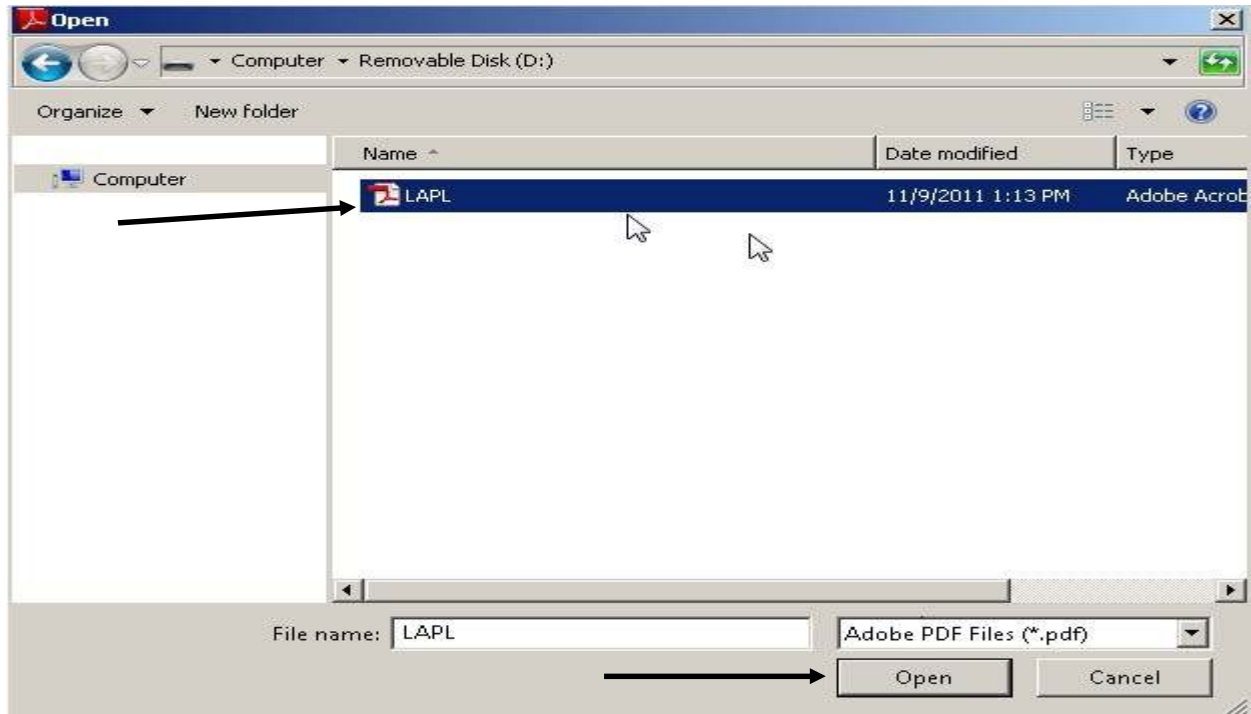 Open
Computer Removable Disk (D:)
Organize New folder
Name Date modified Type
Computer
LAPL 11/9/2011 1:13 PM Adobe Acrob
File name: LAPL Adobe PDF Files (*.pdf)
Open Cancel